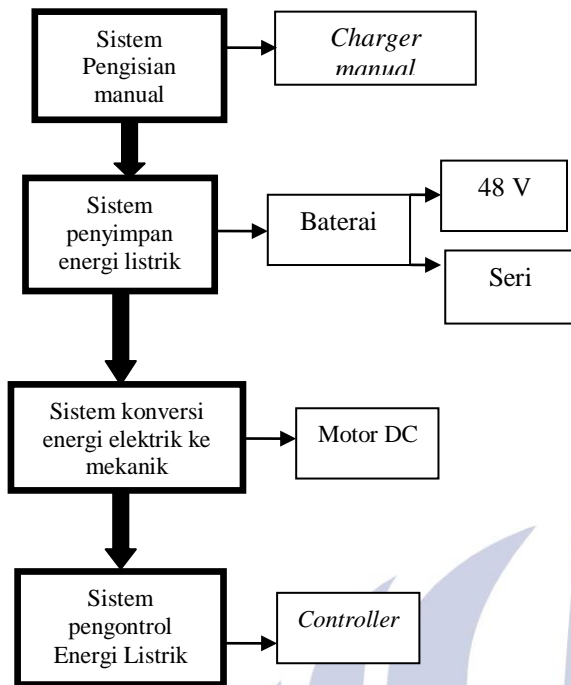 Sistem
Pengisian
manual
Charger
manual
Sistem
penyimpan
energi listrik
Baterai
48 V
Seri
Sistem konversi
energi elektrik ke
mekanik
Motor DC
Sistem
pengontrol
Energi Listrik
Controller